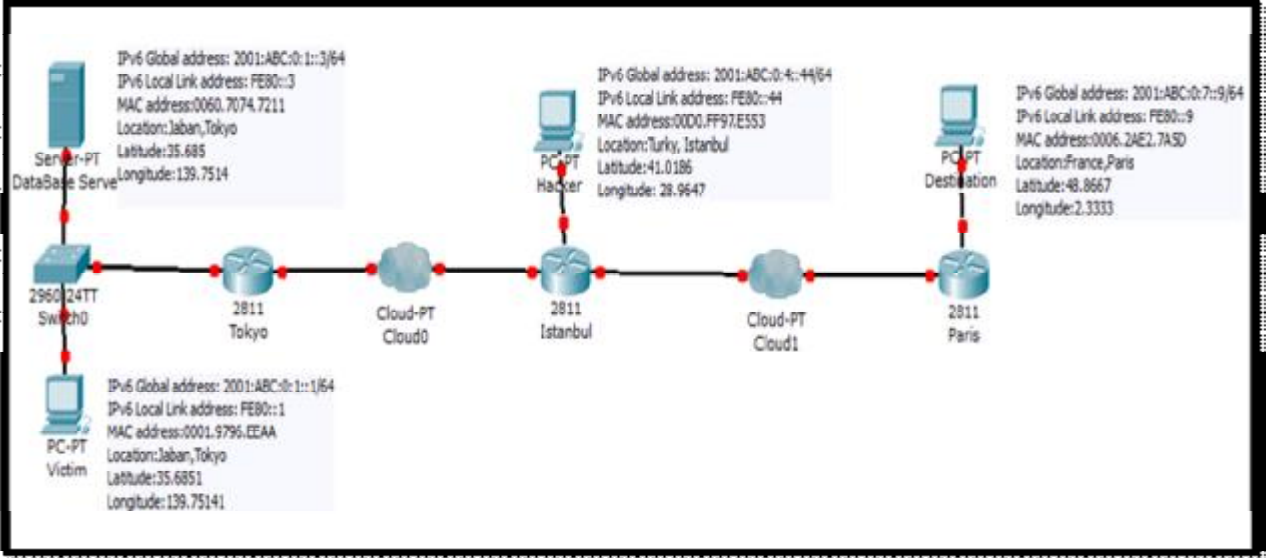 IPv6 Global address: 2001:ABC:0:1::3/64
IPv6 Local Link address: FE80::3
MAC address:0060.7074.7211
Location:Jaban,Tokyo
Latitude:35.685
Longitude:139.7514
Server-PT
DataBase Serve
IPv6 Global address: 2001:ABC:0:4::44/64
IPv6 Local Link address: FE80::44
MAC address:00D0.FF97.E553
Location:Turky, Istanbul
Latitude:41.0186
Longitude: 28.9647
PC-PT
Hacker
IPv6 Global address: 2001:ABC:0:7::9/64
IPv6 Local Link address: FE80::9
MAC address:0006.2AE2.7A5D
Location:France,Paris
Latitude:48.8667
Longitude:2.3333
PC-PT
Destination
2960-24TT
Switch0
2811
Tokyo
Cloud-PT
Cloud0
2811
Istanbul
Cloud-PT
Cloud1
2811
Paris
IPv6 Global address: 2001:ABC:0:1::1/64
IPv6 Local Link address: FE80::1
MAC address:0001.9796.EEAA
Location:Jaban,Tokyo
Latitude:35.6851
Longitude:139.75141
PC-PT
Victim